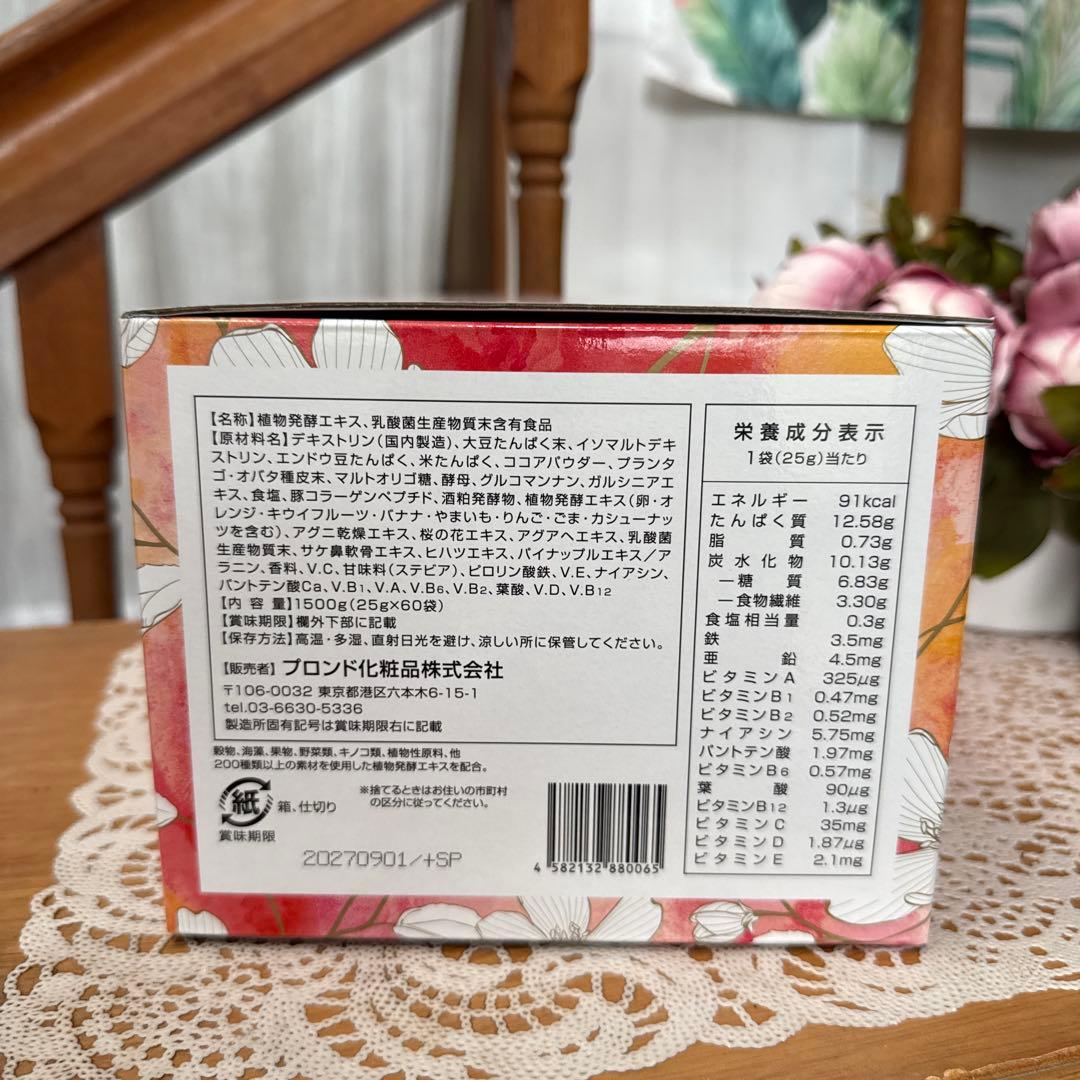 【名称】植物発酵エキス、乳酸菌生産物質末含有食品
【原材料名】デキストリン（国内製造）、大豆たんぱく末、イソマルトデキ
ストリン、エンドウ豆たんぱく、米たんぱく、ココアパウダー、プランタ
ゴ・オバタ種皮末、マルトオリゴ糖、酵母、グルコマンナン、ガルシニアエ
キス、食塩、豚コラーゲンペプチド、酒粕発酵物、植物発酵エキス（卵・オ
レンジ・キウイフルーツ・バナナ・やまいも・りんご・ごま・カシューナッ
ツを含む）、アグニ乾燥エキス、桜の花エキス、アグアヘエキス、乳酸菌
生産物質末、サケ鼻軟骨エキス、ヒハツエキス、パイナップルエキス／ア
ラニン、香料、V.C、甘味料（ステビア）、ピロリン酸鉄、V.E、ナイアシン、
パントテン酸Ca、V.B1、V.A、V.B6、V.B2、葉酸、V.D、V.B12
【内容量】1500g（25g×60袋）
【賞味期限】欄外下部に記載
【保存方法】高温・多湿、直射日光を避け、涼しい所に保管してください。
【販売者】プロンド化粧品株式会社
〒106-0032 東京都港区六本木6-15-1
tel.03-6630-5336
製造所固有記号は賞味期限右に記載
穀物、海藻、果物、野菜類、キノコ類、植物性原料、他
200種類以上の素材を使用した植物発酵エキスを配合。
紙 箱、仕切り
※捨てるときはお住いの市町村
の区分に従ってください。
賞味期限
20270901/+SP
4 582132 880065
栄養成分表示
1袋（25g）当たり
エネルギー 91kcal
たんぱく質 12.58g
脂質 0.73g
炭水化物 10.13g
―糖質 6.83g
―食物繊維 3.30g
食塩相当量 0.3g
鉄 3.5mg
亜鉛 4.5mg
ビタミンA 325μg
ビタミンB1 0.47mg
ビタミンB2 0.52mg
ナイアシン 5.75mg
パントテン酸 1.97mg
ビタミンB6 0.57mg
葉酸 90μg
ビタミンB12 1.3μg
ビタミンC 35mg
ビタミンD 1.87μg
ビタミンE 2.1mg